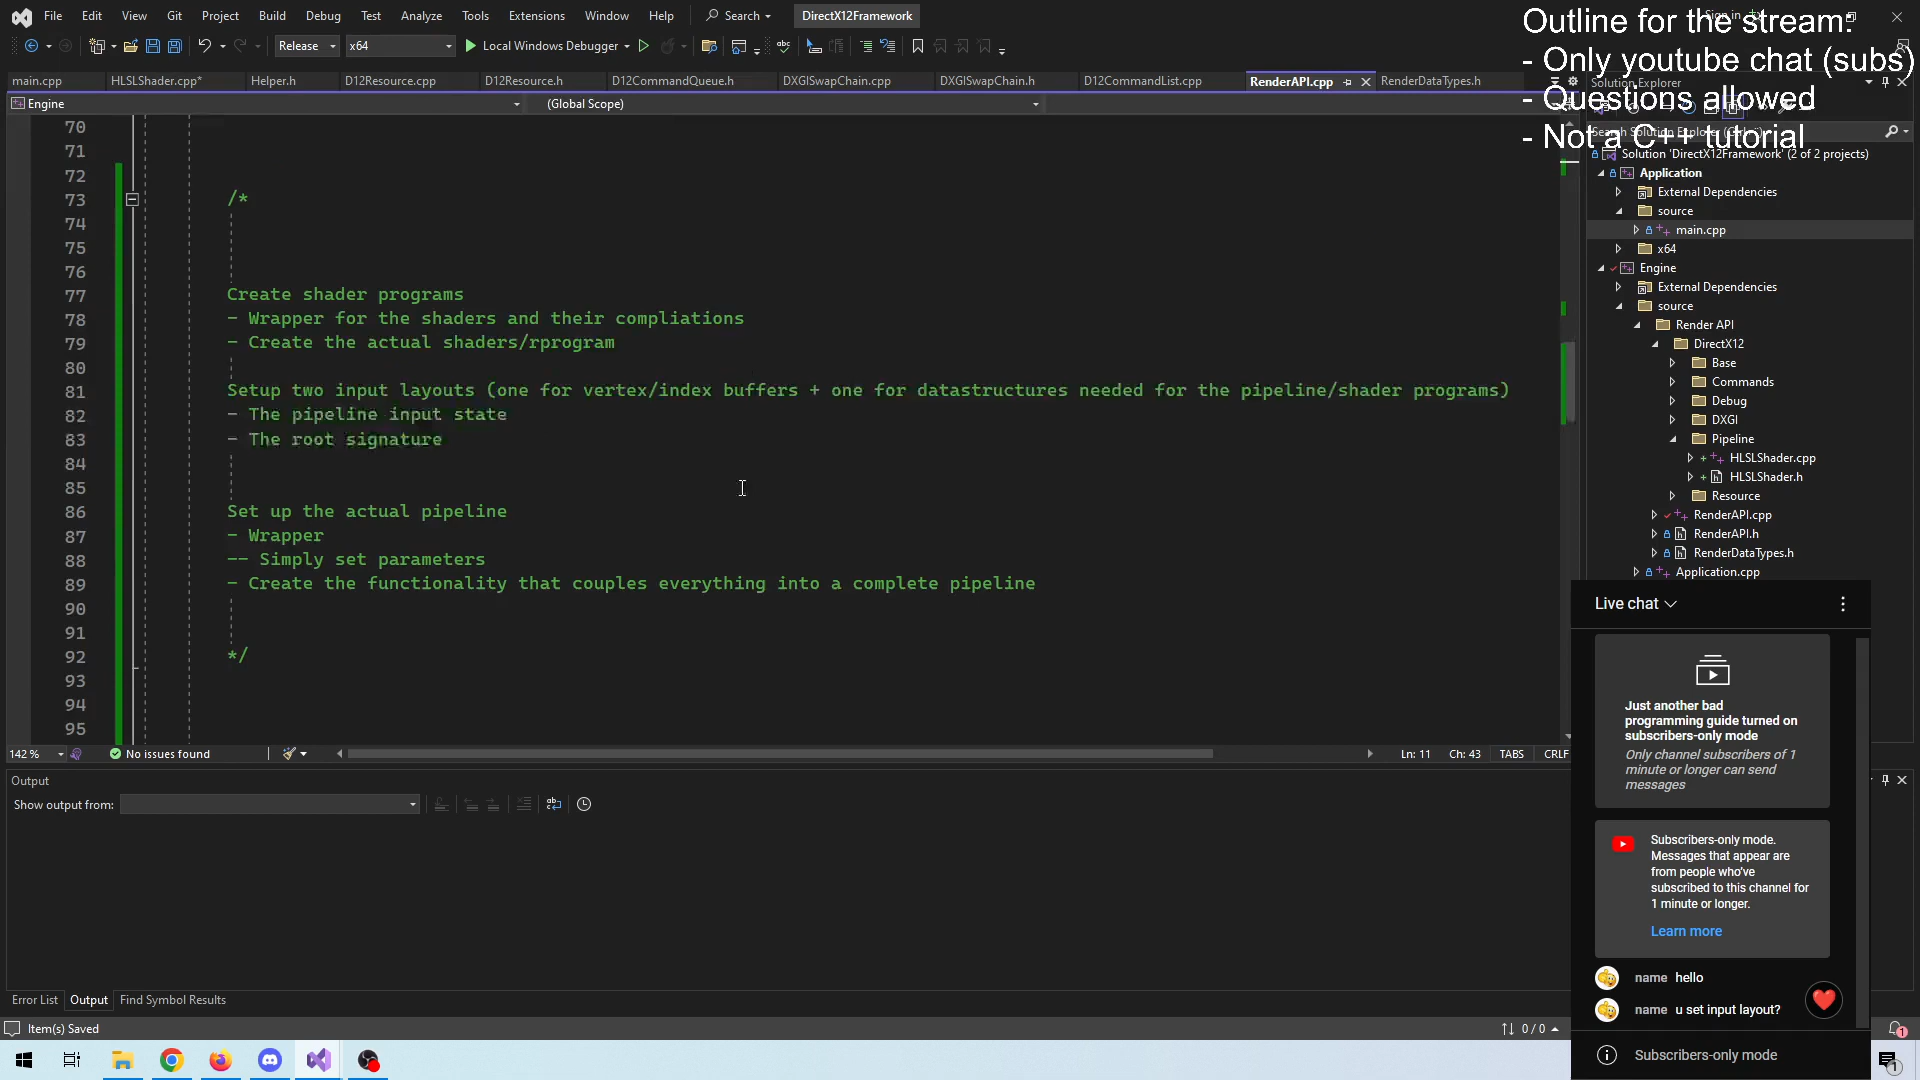 File Edit View Git Project Build Debug Test Analyze Tools Extensions Window Help Search DirectX12Framework Sign in
Release x64 Local Windows Debugger
main.cpp HLSLShader.cpp* Helper.h D12Resource.cpp D12Resource.h D12CommandQueue.h DXGISwapChain.cpp DXGISwapChain.h D12CommandList.cpp RenderAPI.cpp RenderDataTypes.h
Engine (Global Scope)
Outline for the stream:
- Only youtube chat (subs)
- Questions allowed
- Not a C++ tutorial
70
71
72
73 /*
74
75
76
77 Create shader programs
78 - Wrapper for the shaders and their compliations
79 - Create the actual shaders/rprogram
80
81 Setup two input layouts (one for vertex/index buffers + one for datastructures needed for the pipeline/shader programs)
82 - The pipeline input state
83 - The root signature
84
85
86 Set up the actual pipeline
87 - Wrapper
88 -- Simply set parameters
89 - Create the functionality that couples everything into a complete pipeline
90
91
92 */
93
94
95
142 % No issues found Ln: 11 Ch: 43 TABS CRLF
Solution Explorer
Search Solution Explorer
Solution 'DirectX12Framework' (2 of 2 projects)
Application
External Dependencies
source
main.cpp
x64
Engine
External Dependencies
source
Render API
DirectX12
Base
Commands
Debug
DXGI
Pipeline
HLSLShader.cpp
HLSLShader.h
Resource
RenderAPI.cpp
RenderAPI.h
RenderDataTypes.h
Application.cpp
Output
Show output from:
Error List Output Find Symbol Results
Item(s) Saved 0 / 0
Live chat
Just another bad
programming guide turned on
subscribers-only mode
Only channel subscribers of 1
minute or longer can send
messages
Subscribers-only mode.
Messages that appear are
from people who've
subscribed to this channel for
1 minute or longer.
Learn more
name hello
name u set input layout?
Subscribers-only mode
1
1